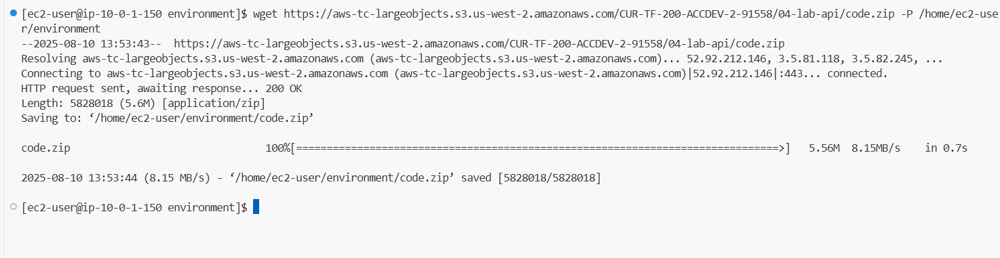 [ec2-user@ip-10-0-1-150 environment]$ wget https://aws-tc-largeobjects.s3.us-west-2.amazonaws.com/CUR-TF-200-ACCDEV-2-91558/04-lab-api/code.zip -P /home/ec2-use
r/environment
--2025-08-10 13:53:43--  https://aws-tc-largeobjects.s3.us-west-2.amazonaws.com/CUR-TF-200-ACCDEV-2-91558/04-lab-api/code.zip
Resolving aws-tc-largeobjects.s3.us-west-2.amazonaws.com (aws-tc-largeobjects.s3.us-west-2.amazonaws.com)... 52.92.212.146, 3.5.81.118, 3.5.82.245, ...
Connecting to aws-tc-largeobjects.s3.us-west-2.amazonaws.com (aws-tc-largeobjects.s3.us-west-2.amazonaws.com)|52.92.212.146|:443... connected.
HTTP request sent, awaiting response... 200 OK
Length: 5828018 (5.6M) [application/zip]
Saving to: ‘/home/ec2-user/environment/code.zip’
code.zip                                100%[===============================================================================>]   5.56M  8.15MB/s    in 0.7s
2025-08-10 13:53:44 (8.15 MB/s) - ‘/home/ec2-user/environment/code.zip’ saved [5828018/5828018]
[ec2-user@ip-10-0-1-150 environment]$